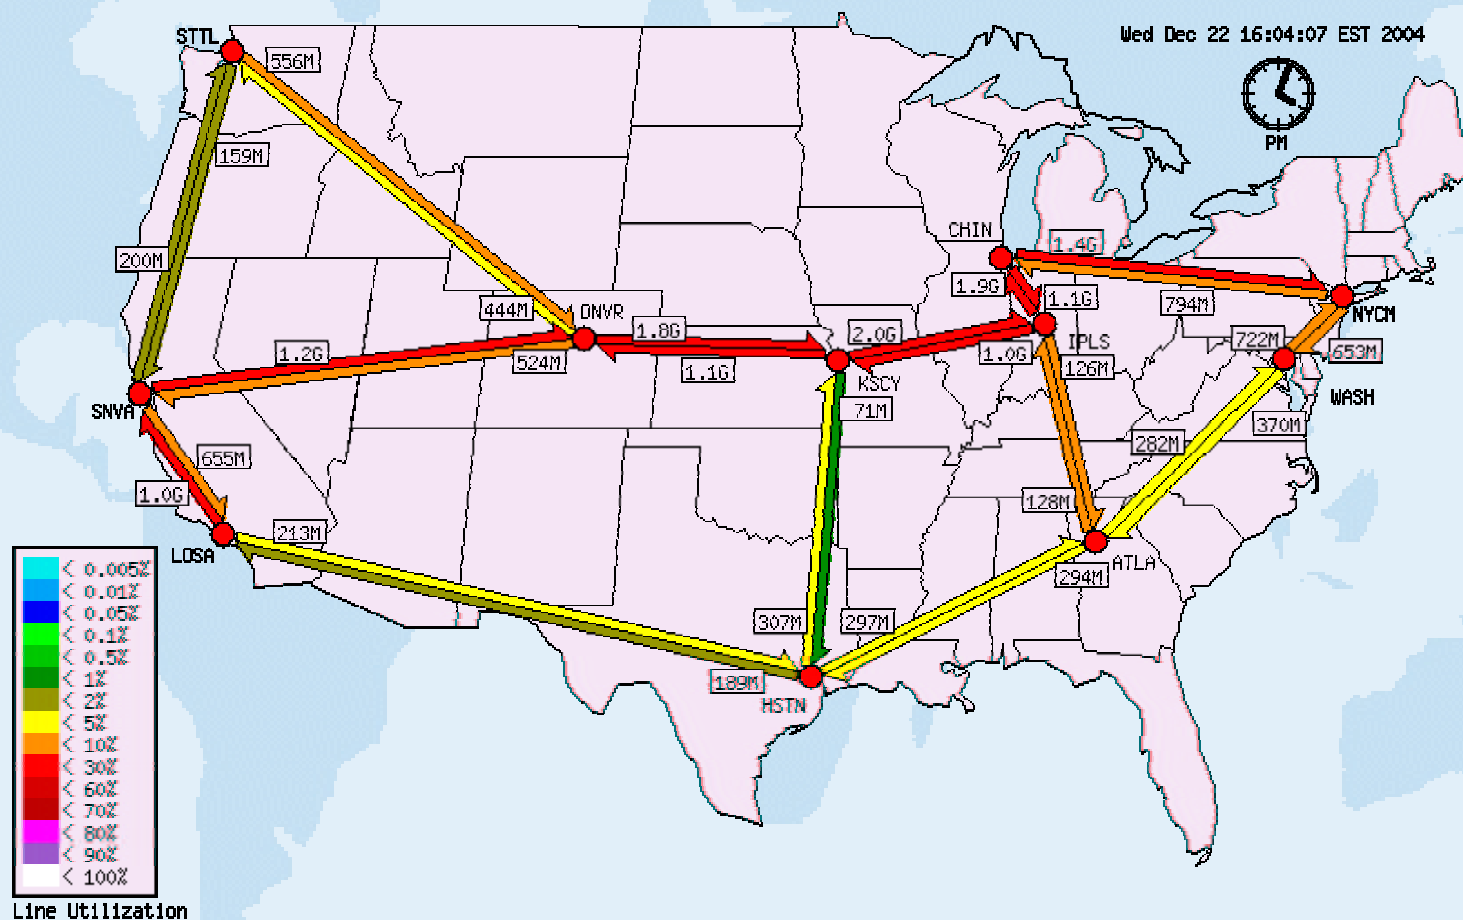 STTL
556M
Wed Dec 22 16:04:07 EST 2004
PM
159M
200M
CHIN
1.4G
1.9G
1.1G
794M
NYCM
444M
DNVR
1.8G
2.0G
722M
653M
1.2G
524M
1.1G
1.0G
IPLS
126M
KSCY
71M
WASH
SNVA
370M
282M
655M
1.0G
128M
213M
LOSA
ATLA
294M
307M
297M
189M
HSTN
< 0.005%
< 0.01%
< 0.05%
< 0.1%
< 0.5%
< 1%
< 2%
< 5%
< 10%
< 30%
< 60%
< 70%
< 80%
< 90%
< 100%
Line Utilization